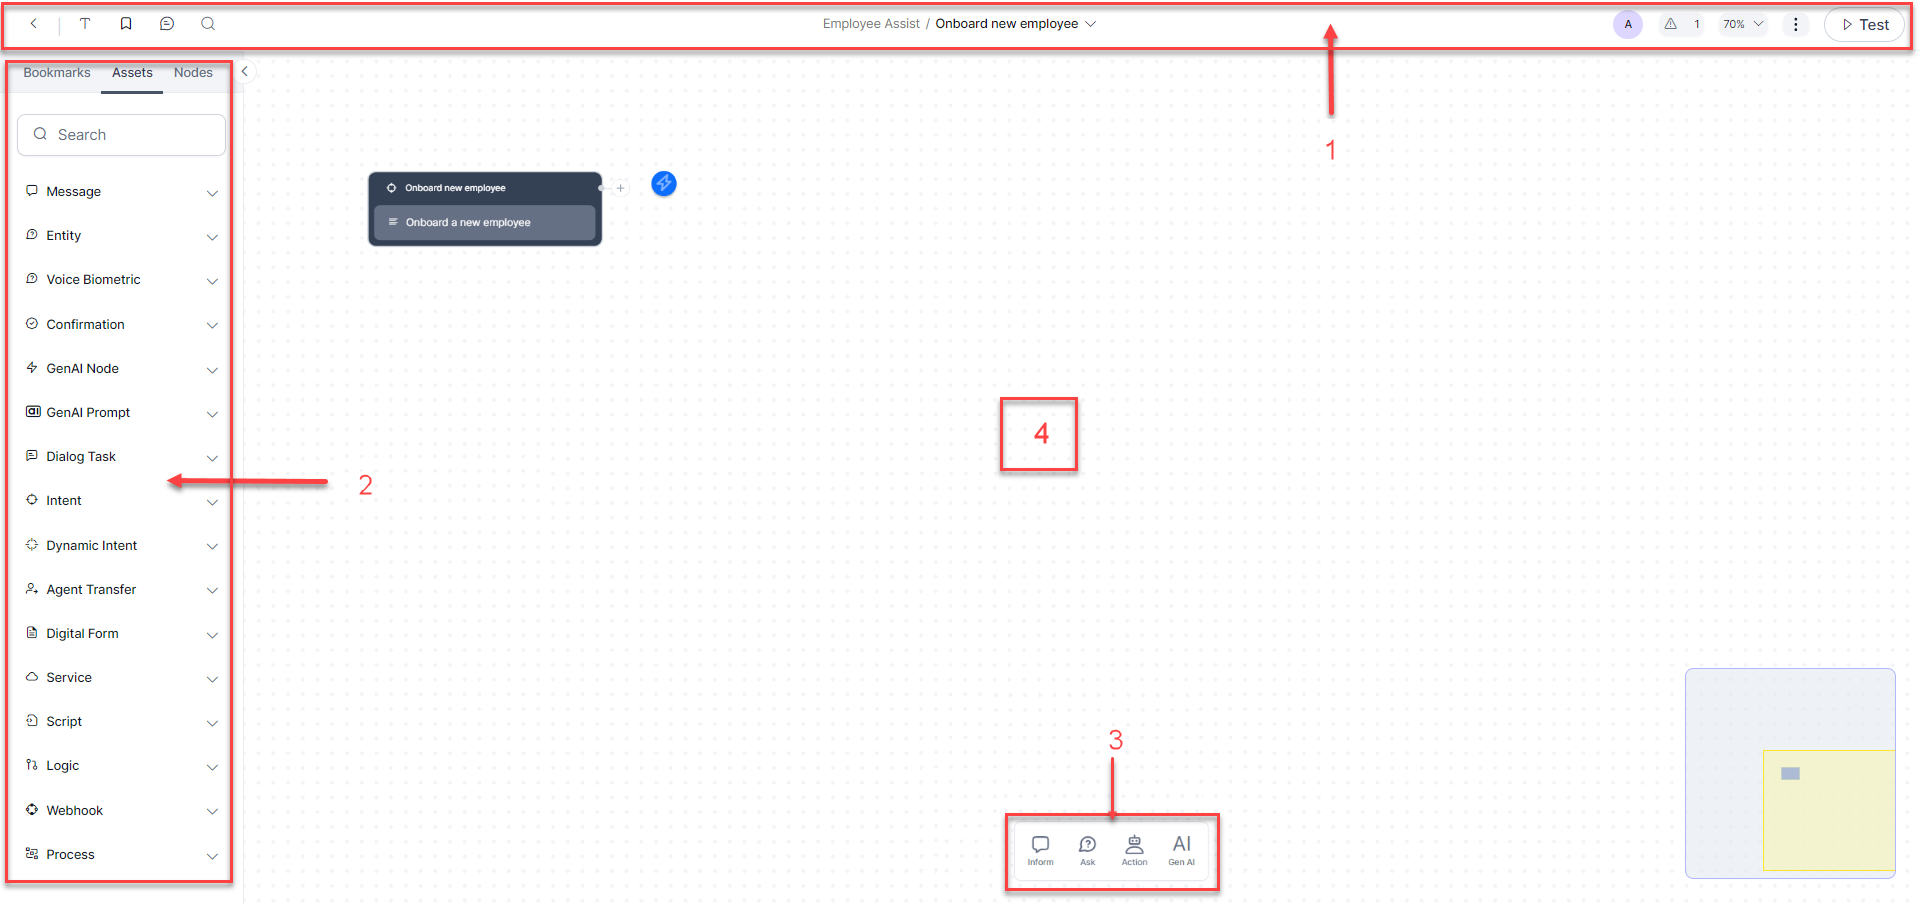 T
Employee Assist / Onboard new employee
A
1
70%
Test
Bookmarks Assets Nodes
Search
Message
Entity
Voice Biometric
Confirmation
GenAI Node
GenAI Prompt
Dialog Task
Intent
Dynamic Intent
Agent Transfer
Digital Form
Service
Script
Logic
Webhook
Process
Onboard new employee
Onboard a new employee
1
2
4
3
Inform
Ask
Action
AI
Gen AI